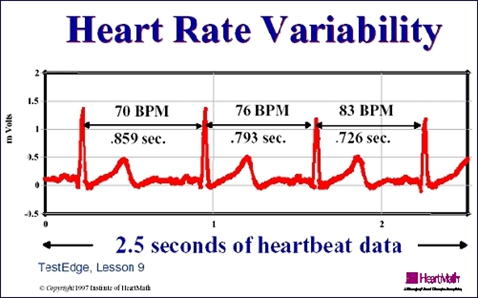 Heart Rate Variability
2
1.5
1
0.5
0
-0.5
m Volts
70 BPM
.859 sec.
76 BPM
.793 sec.
83 BPM
.726 sec.
0
1
2
2.5 seconds of heartbeat data
TestEdge, Lesson 9
© Copyright 1997 Institute of HeartMath
HeartMath